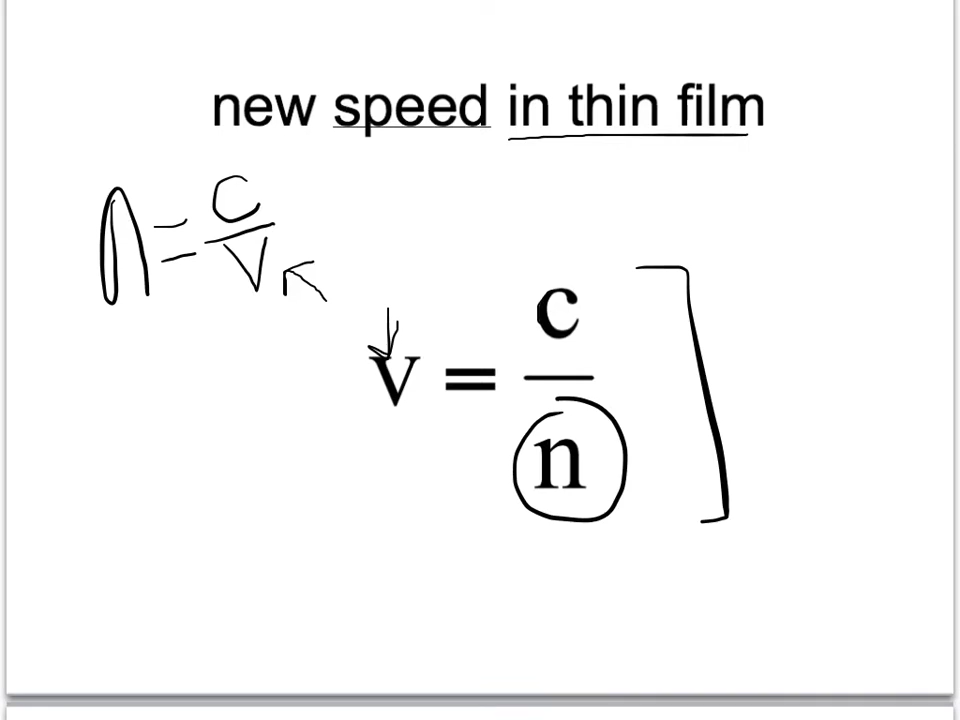 new speed in thin film
n = c/v
v = c/n